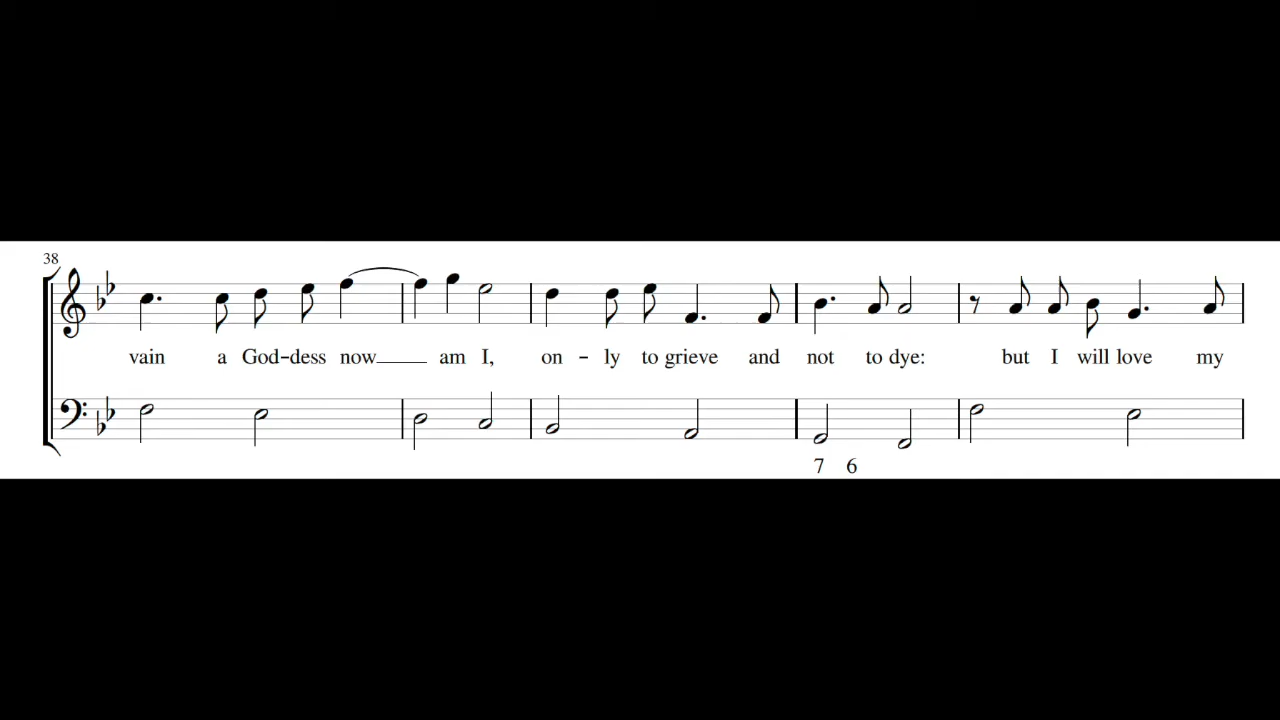 38
vain a God-dess now am I, on - ly to grieve and not to dye: but I will love my
7 6